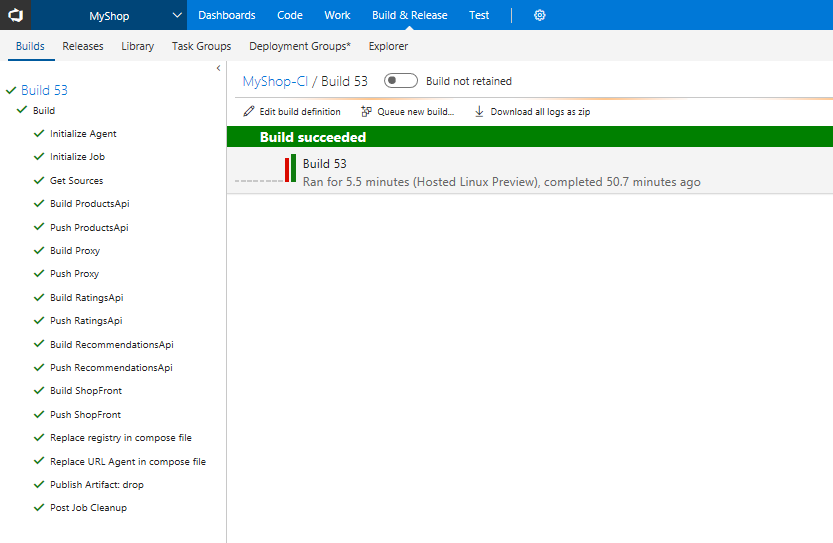 MyShop
Dashboards Code Work Build & Release Test
Builds Releases Library Task Groups Deployment Groups* Explorer
Build 53
Build
Initialize Agent
Initialize Job
Get Sources
Build ProductsApi
Push ProductsApi
Build Proxy
Push Proxy
Build RatingsApi
Push RatingsApi
Build RecommendationsApi
Push RecommendationsApi
Build ShopFront
Push ShopFront
Replace registry in compose file
Replace URL Agent in compose file
Publish Artifact: drop
Post Job Cleanup
MyShop-CI / Build 53 Build not retained
Edit build definition Queue new build... Download all logs as zip
Build succeeded
Build 53
Ran for 5.5 minutes (Hosted Linux Preview), completed 50.7 minutes ago